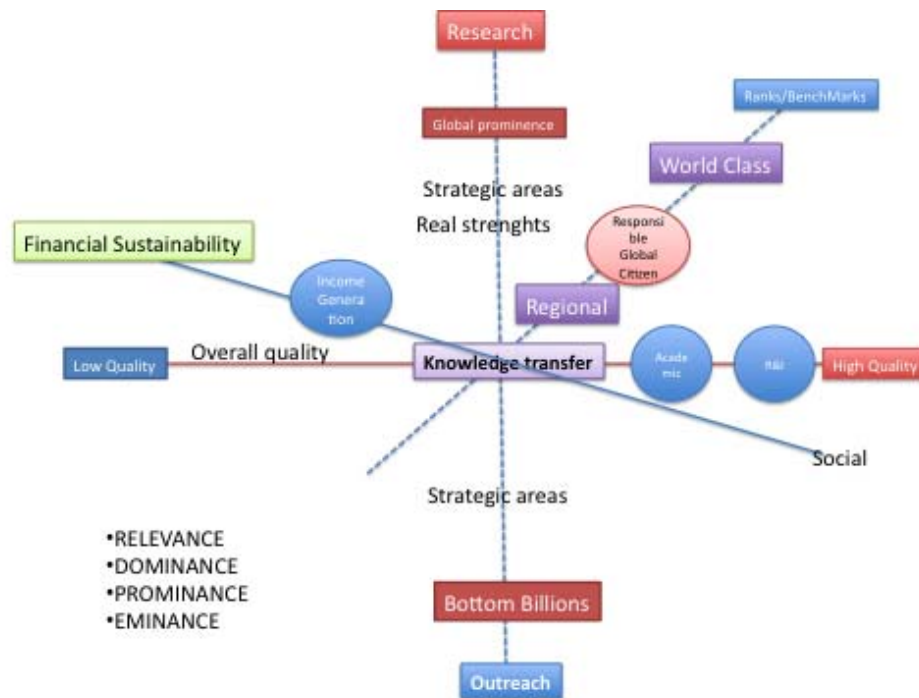 Research
Ranks/BenchMarks
Global prominence
World Class
Strategic areas
Real strenghts
Responsi
ble
Global
Citizen
Financial Sustainability
Income
Genera
tion
Regional
Overall quality
Low Quality
Knowledge transfer
Acade
mic
R&I
High Quality
Social
Strategic areas
•RELEVANCE
•DOMINANCE
•PROMINANCE
•EMINANCE
Bottom Billions
Outreach